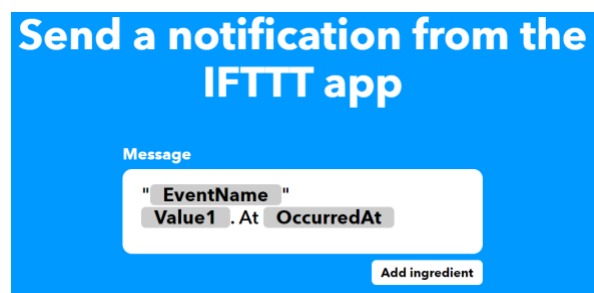 Send a notification from the
IFTTT app
Message
" EventName "
Value1 . At OccurredAt
Add ingredient